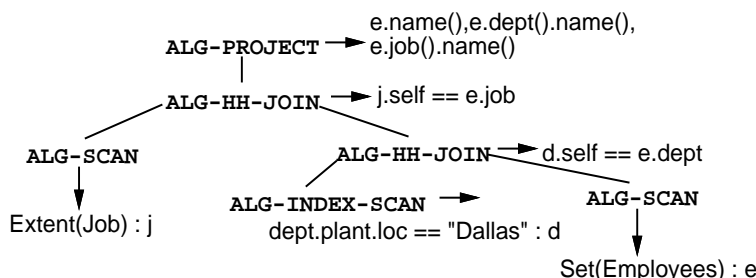 e.name(),e.dept().name(),
ALG-PROJECT
e.job().name()
ALG-HH-JOIN
j.self == e.job
ALG-SCAN
ALG-HH-JOIN
d.self == e.dept
Extent(Job) : j
ALG-INDEX-SCAN
dept.plant.loc == "Dallas" : d
ALG-SCAN
Set(Employees) : e